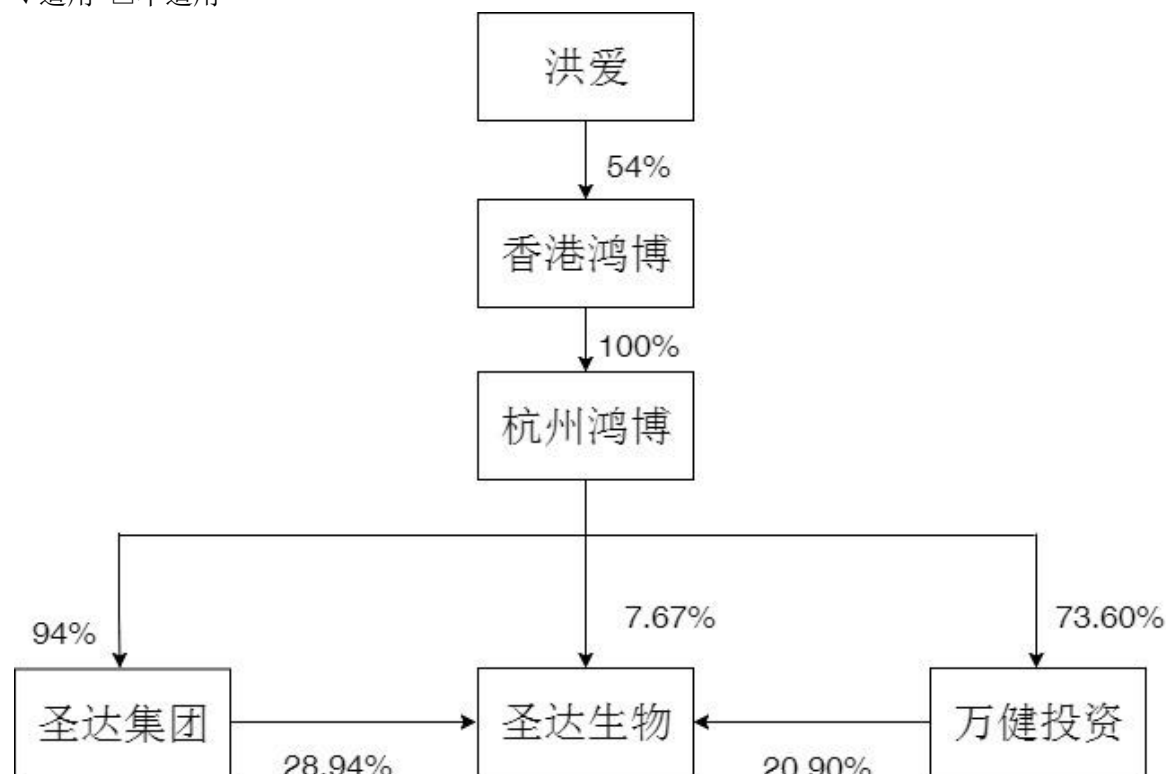 洪爱
54%
香港鸿博
100%
杭州鸿博
94%
7.67%
73.60%
圣达集团
圣达生物
万健投资
28.94%
20.90%